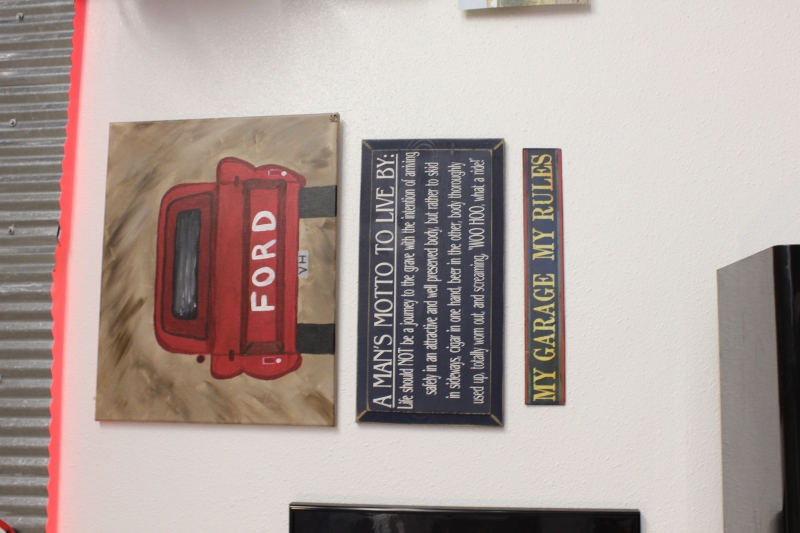 FORD
VH
A MAN'S MOTTO TO LIVE BY:
Life should NOT be a journey to the grave with the intention of arriving
safely in an attractive and well preserved body, but rather to skid
in sideways, cigar in one hand, beer in the other, body thoroughly
used up, totally worn out, and screaming, "WOO HOO, what a ride!"
MY GARAGE MY RULES